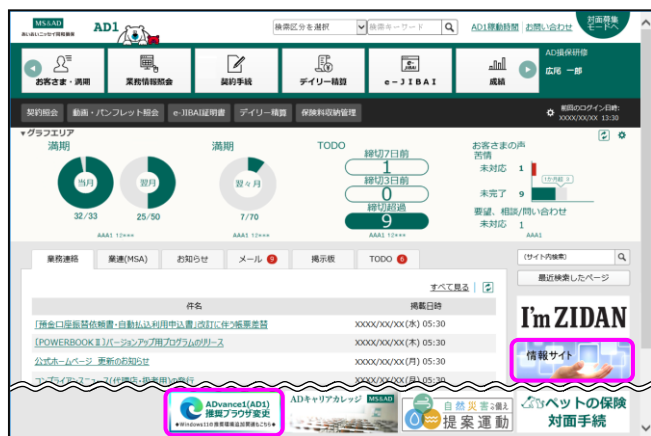 MS&AD
AD1
検索区分を選択
検索キーワード
AD1稼動時間
お問い合わせ
対面募集
モードへ
お客さま・満期
業務情報照会
契約手続
デイリー積算
e-JIBAI
成績
AD損保研修
広尾 一郎
契約照会
動画・パンフレット照会
e-JIBAI証明書
デイリー積算
保険料収納管理
前回のログイン日時:
XXXX/XX/XX 13:30
▼グラフエリア
満期
当月
翌月
32/33
25/50
満期
翌々月
7/70
TODO
締切7日前
1
締切3日前
0
締切超過
9
お客さまの声
苦情
未対応 1
未完了 9
要望、相談/問い合わせ
未対応 1
AAA1 12***
AAA1 12***
AAA1 12***
AAA1
業務連絡
業連(MSA)
お知らせ
メール 9
掲示板
TODO 6
(サイト内検索)
最近検索したページ
すべて見る
件名
掲載日時
「預金口座振替依頼書・自動払込利用申込書」改訂に伴う帳票差替
XXXX/XX/XX(水) 05:30
(POWERBOOKⅡ)バージョンアップ用プログラムのリリース
XXXX/XX/XX(木) 05:30
公式ホームページ 更新のお知らせ
XXXX/XX/XX(月) 05:30
I'm ZIDAN
情報サイト
ADvance1(AD1)
推奨ブラウザ変更
ADキャリアカレッジ
MS&AD
自然災害に備え
提案運動
ペットの保険
対面手続